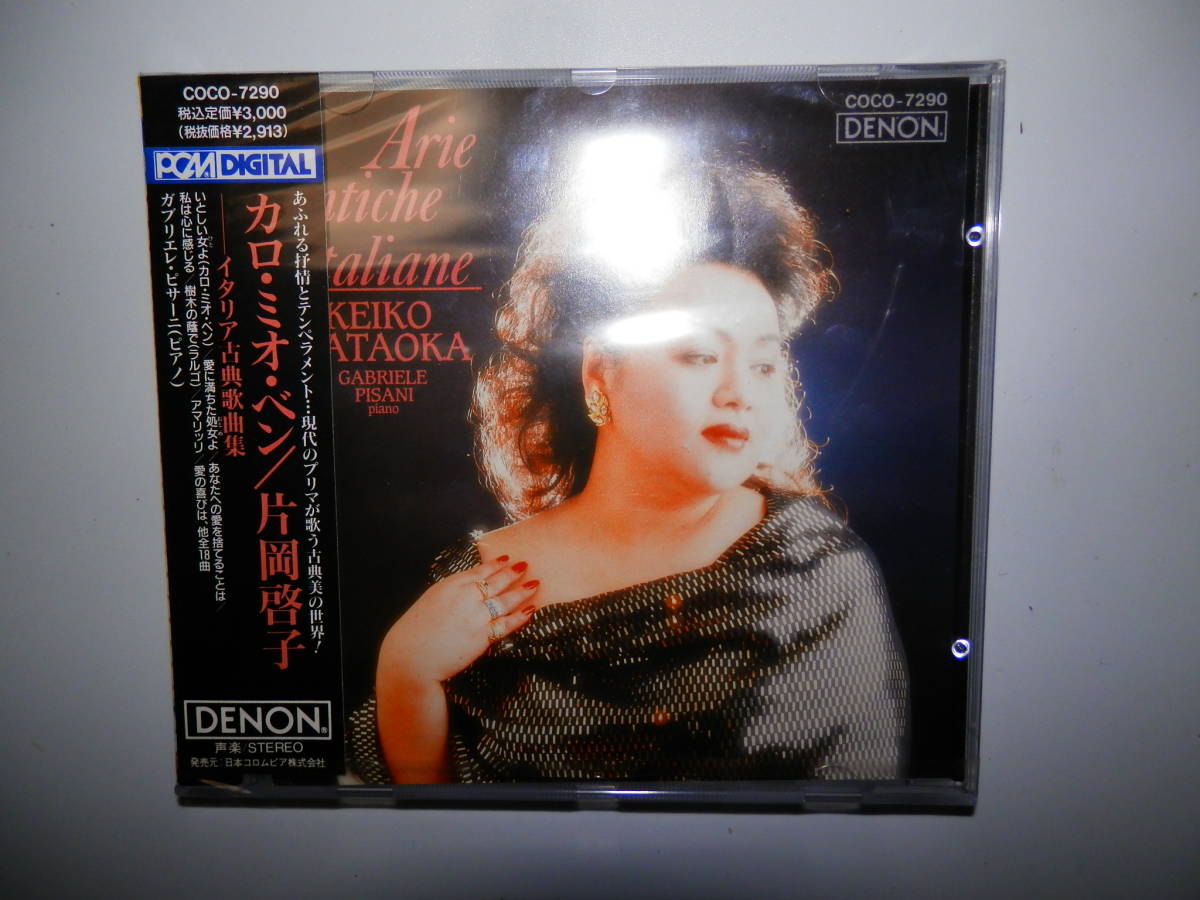 COCO-7290
税込定価¥3,000
(税抜価格¥2,913)
PCM DIGITAL
あふれる抒情とテンペラメント…現代のプリマが歌う古典美の世界!
カロ・ミオ・ベン/片岡啓子
――イタリア古典歌曲集
いとしい女よ(カロ・ミオ・ベン)/愛に満ちた処女よ/あなたへの愛を捨てることは/
私は心に感じる/樹木の蔭で(ラルゴ)/アマリッリ/愛の喜びは、他全18曲
ガブリエレ・ピサーニ(ピアノ)
DENON®
声楽/STEREO
発売元:日本コロムビア株式会社
Arie
ntiche
taliane
KEIKO
ATAOKA
GABRIELE
PISANI
piano
COCO-7290
DENON®